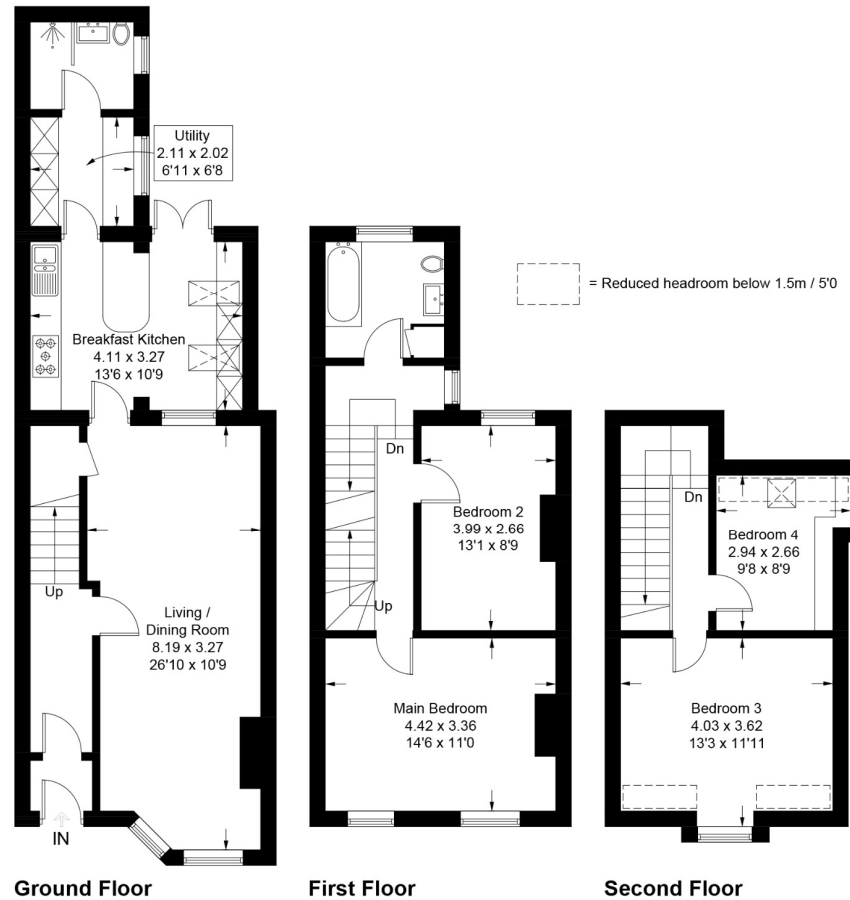 Utility
2.11 x 2.02
6'11 x 6'8
= Reduced headroom below 1.5m / 5'0
Breakfast Kitchen
4.11 x 3.27
13'6 x 10'9
Dn
Bedroom 2
3.99 x 2.66
13'1 x 8'9
Dn
Bedroom 4
2.94 x 2.66
9'8 x 8'9
Up
Up
Living /
Dining Room
8.19 x 3.27
26'10 x 10'9
Main Bedroom
4.42 x 3.36
14'6 x 11'0
Bedroom 3
4.03 x 3.62
13'3 x 11'11
IN
Ground Floor
First Floor
Second Floor